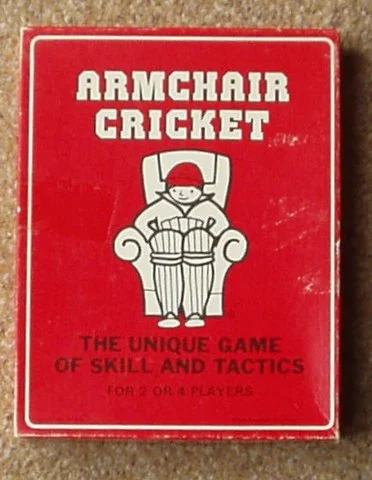 ARMCHAIR
CRICKET
THE UNIQUE GAME
OF SKILL AND TACTICS
FOR 2 OR 4 PLAYERS